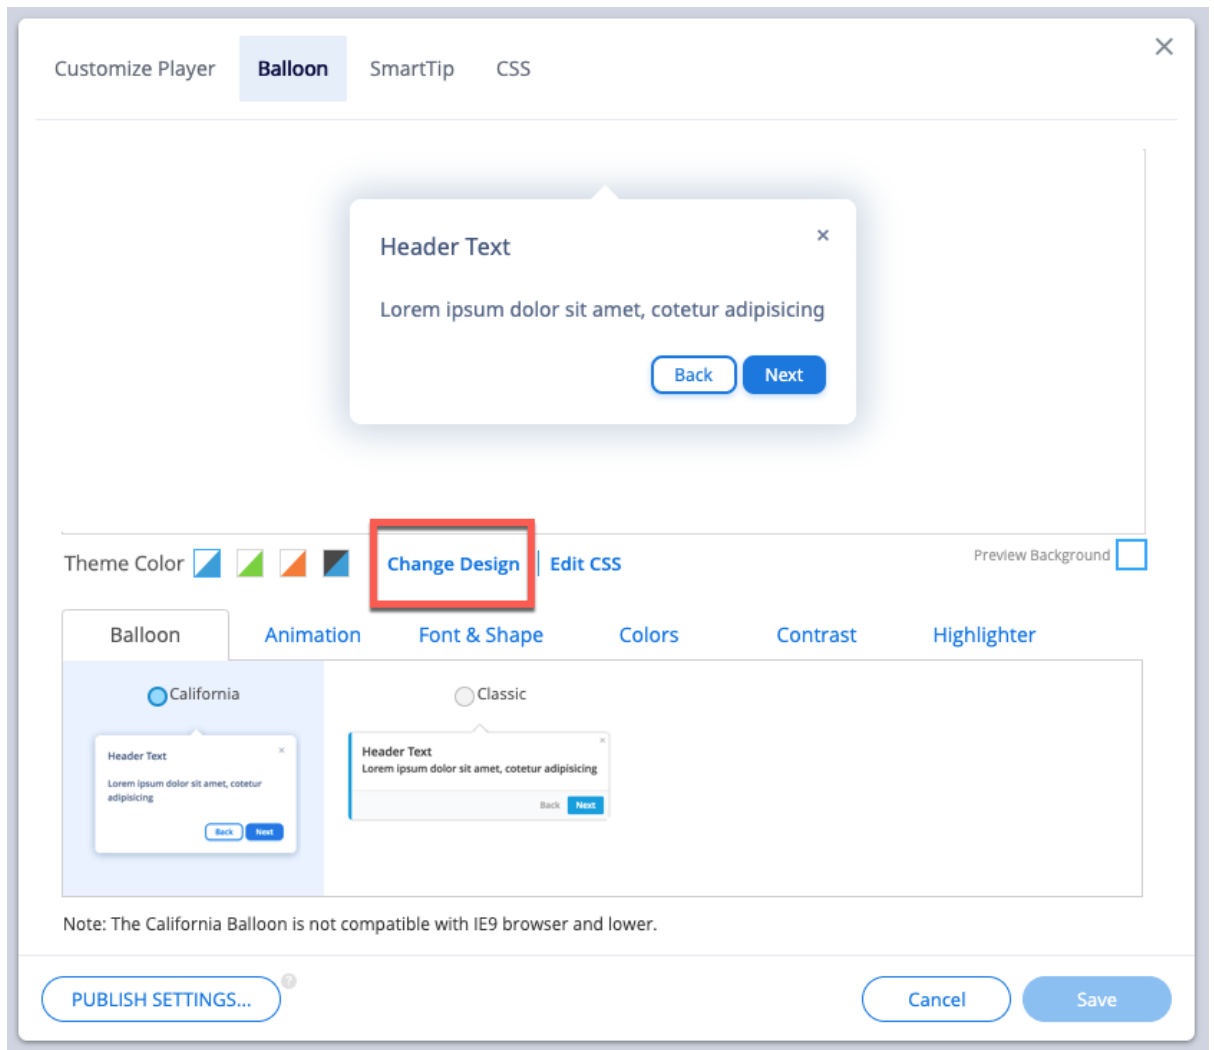 Customize Player Balloon SmartTip CSS ×
Header Text ×
Lorem ipsum dolor sit amet, cotetur adipisicing
Back Next
Theme Color Change Design | Edit CSS Preview Background
Balloon Animation Font & Shape Colors Contrast Highlighter
California Classic
Header Text ×
Lorem ipsum dolor sit amet, cotetur
adipisicing
Back Next
Header Text ×
Lorem ipsum dolor sit amet, cotetur adipisicing
Back Next
Note: The California Balloon is not compatible with IE9 browser and lower.
PUBLISH SETTINGS... ? Cancel Save